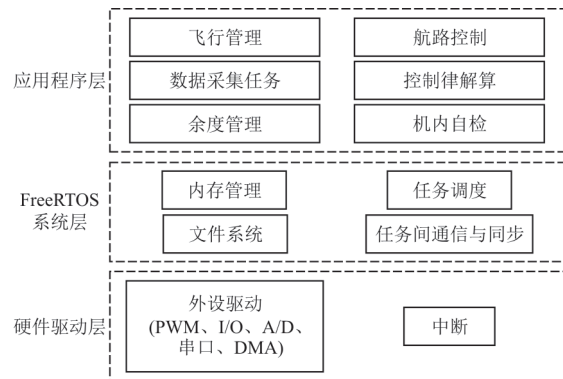 飞行管理
航路控制
应用程序层
数据采集任务
控制律解算
余度管理
机内自检
FreeRTOS
系统层
内存管理
任务调度
文件系统
任务间通信与同步
硬件驱动层
外设驱动
(PWM、I/O、A/D、
串口、DMA)
中断